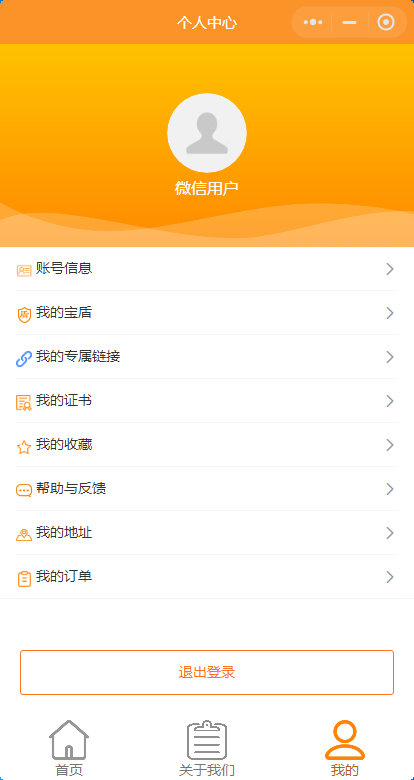 个人中心
微信用户
账号信息
我的宝盾
我的专属链接
我的证书
我的收藏
帮助与反馈
我的地址
我的订单
退出登录
首页
关于我们
我的